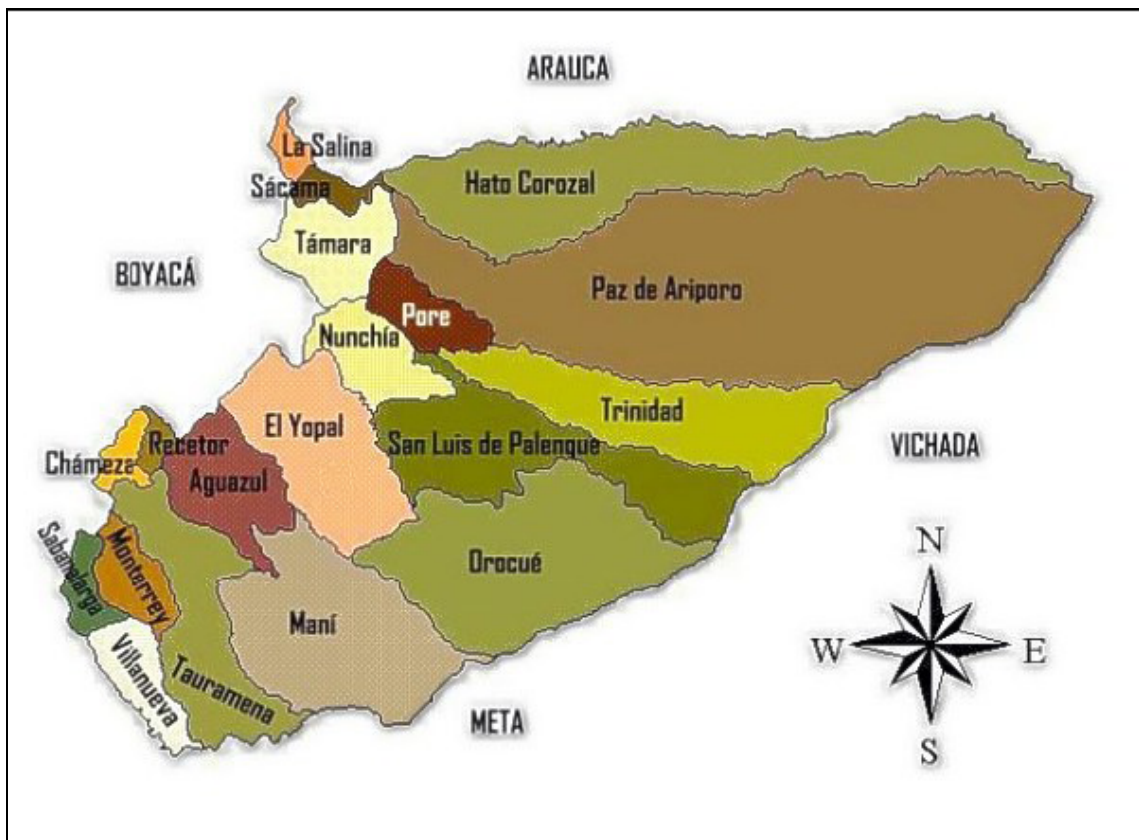 ARAUCA
La Salina
Sácama
Hato Corozal
Támara
BOYACÁ
Paz de Ariporo
Pore
Nunchía
Trinidad
El Yopal
San Luis de Palenque
VICHADA
Recetor
Chámeza
Aguazul
Sabanalarga
Monterrey
Orocué
Maní
Villanueva
Tauramena
META
N
W
E
S